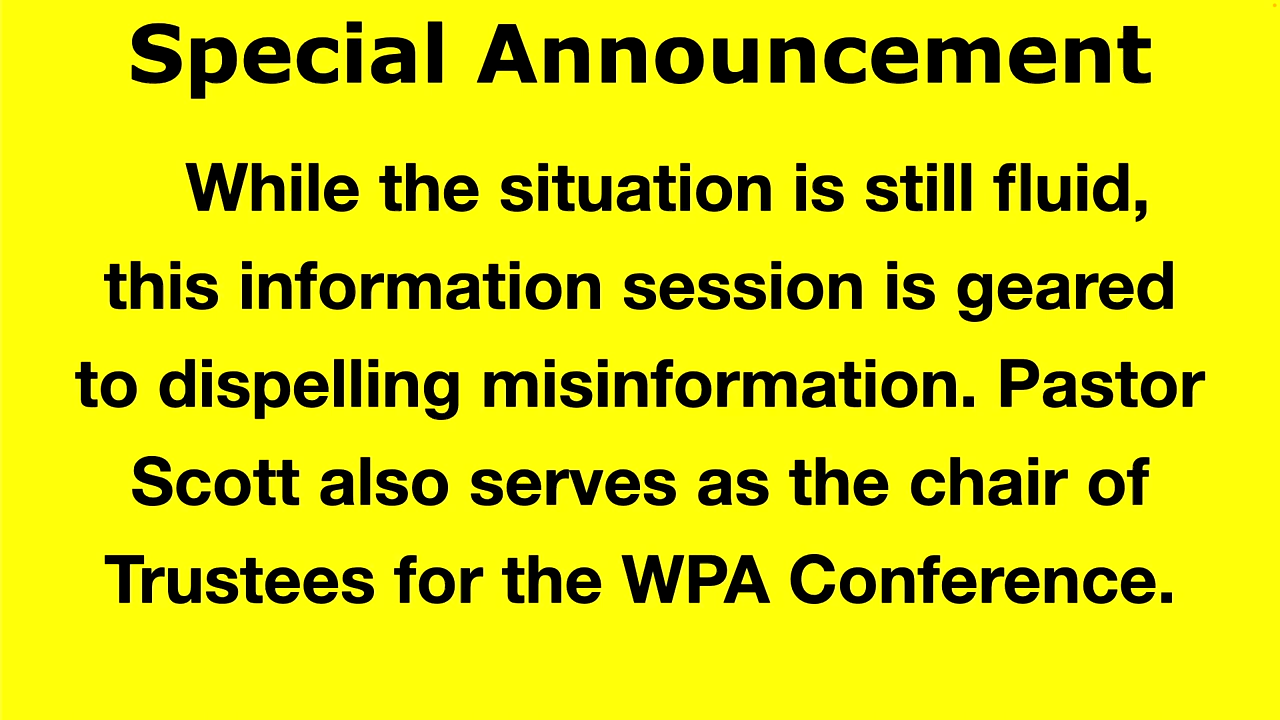 Special Announcement
While the situation is still fluid,
this information session is geared
to dispelling misinformation. Pastor
Scott also serves as the chair of
Trustees for the WPA Conference.